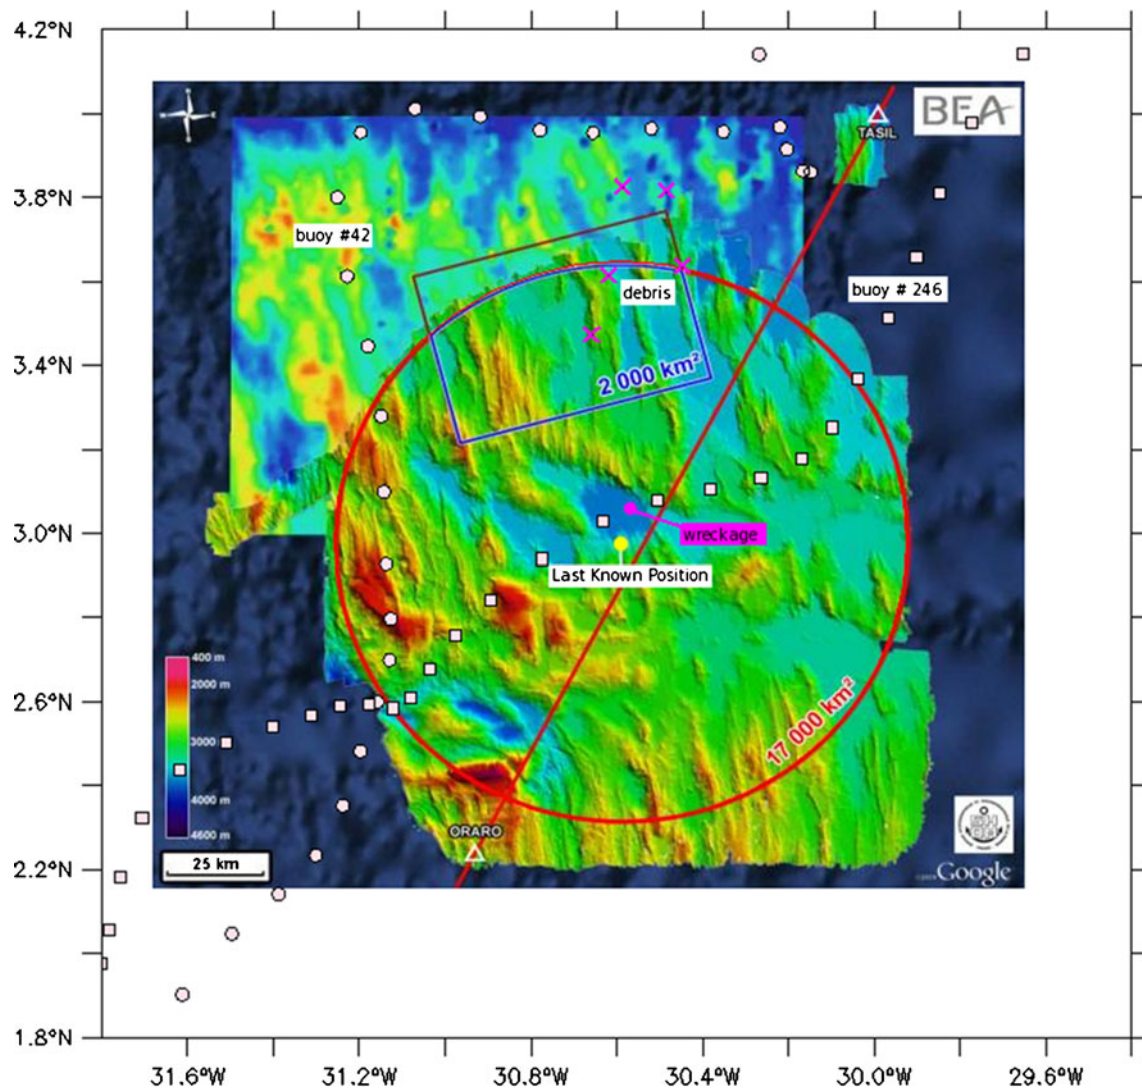 4.2°N
3.8°N
3.4°N
3.0°N
2.6°N
2.2°N
1.8°N
BEA
TASIL
buoy #42
buoy # 246
debris
2 000 km²
wreckage
Last Known Position
17 000 km²
400 m
2000 m
3000 m
4000 m
4600 m
ORARO
25 km
Google
31.6°W
31.2°W
30.8°W
30.4°W
30.0°W
29.6°W